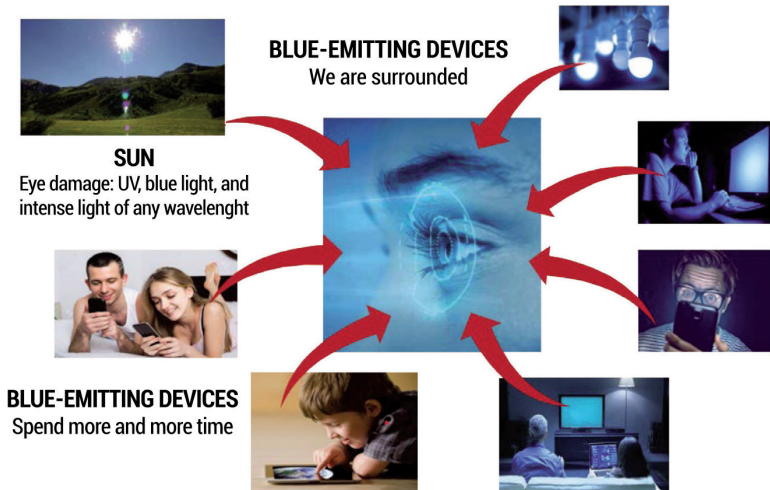 BLUE-EMITTING DEVICES
We are surrounded
SUN
Eye damage: UV, blue light, and
intense light of any wavelenght
BLUE-EMITTING DEVICES
Spend more and more time